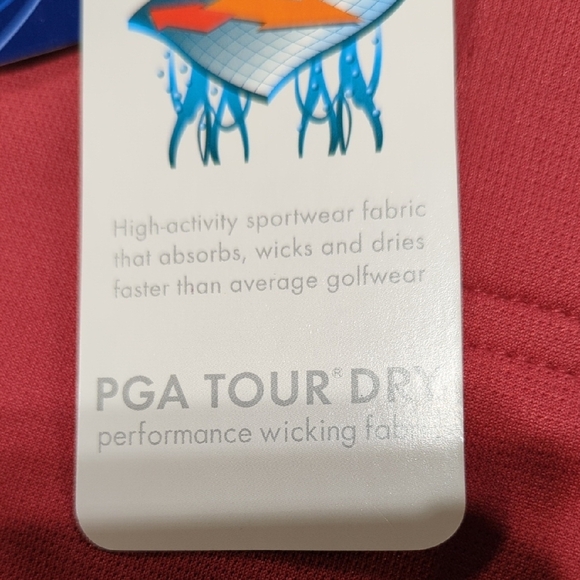 High-activity sportwear fabric
that absorbs, wicks and dries
faster than average golfwear
PGA TOUR® DRY
performance wicking